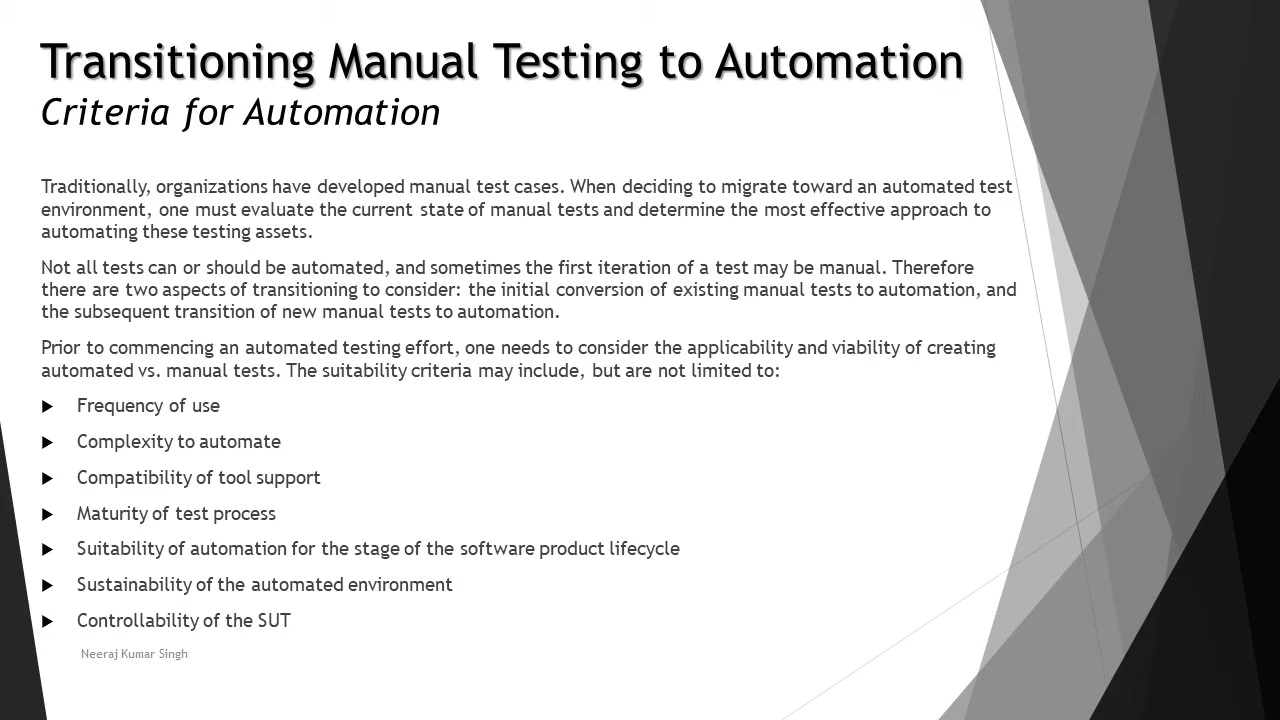 Transitioning Manual Testing to Automation
Criteria for Automation
Traditionally, organizations have developed manual test cases. When deciding to migrate toward an automated test
environment, one must evaluate the current state of manual tests and determine the most effective approach to
automating these testing assets.
Not all tests can or should be automated, and sometimes the first iteration of a test may be manual. Therefore
there are two aspects of transitioning to consider: the initial conversion of existing manual tests to automation, and
the subsequent transition of new manual tests to automation.
Prior to commencing an automated testing effort, one needs to consider the applicability and viability of creating
automated vs. manual tests. The suitability criteria may include, but are not limited to:
Frequency of use
Complexity to automate
Compatibility of tool support
Maturity of test process
Suitability of automation for the stage of the software product lifecycle
Sustainability of the automated environment
Controllability of the SUT
Neeraj Kumar Singh